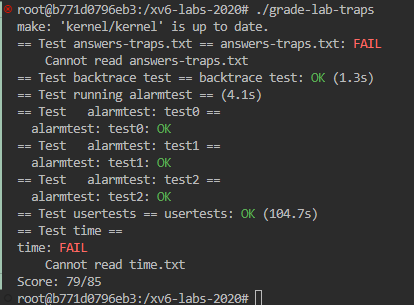 root@b771d0796eb3:/xv6-labs-2020# ./grade-lab-traps
make: 'kernel/kernel' is up to date.
== Test answers-traps.txt == answers-traps.txt: FAIL
    Cannot read answers-traps.txt
== Test backtrace test == backtrace test: OK (1.3s)
== Test running alarmtest == (4.1s)
== Test   alarmtest: test0 ==
  alarmtest: test0: OK
== Test   alarmtest: test1 ==
  alarmtest: test1: OK
== Test   alarmtest: test2 ==
  alarmtest: test2: OK
== Test usertests == usertests: OK (104.7s)
== Test time ==
time: FAIL
    Cannot read time.txt
Score: 79/85
root@b771d0796eb3:/xv6-labs-2020#